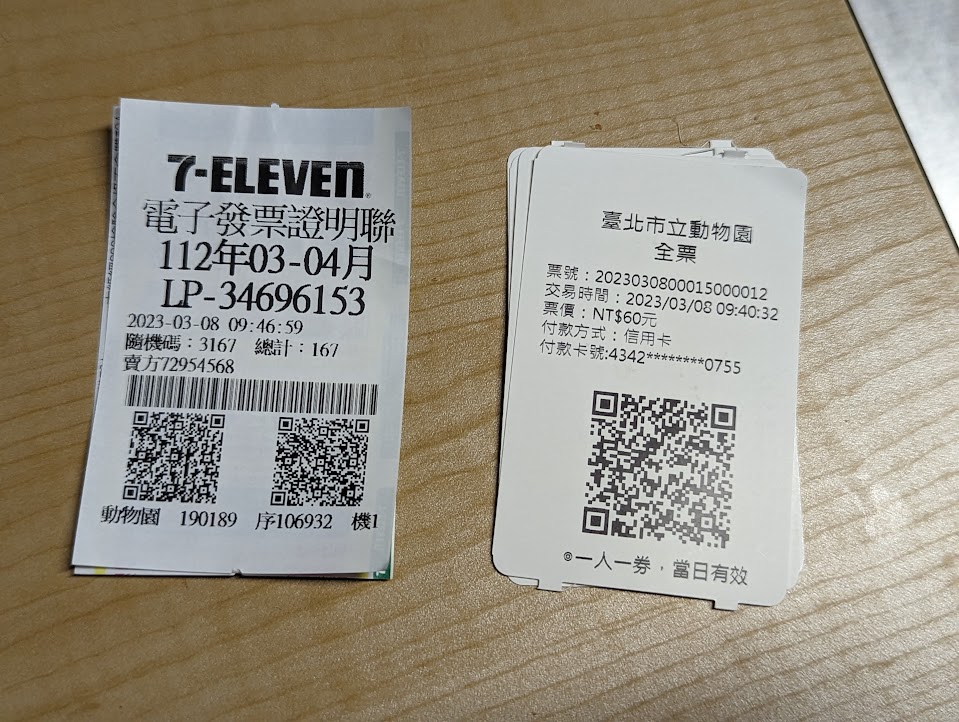 7-ELEVEN®
電子發票證明聯
112年03-04月
LP-34696153
2023-03-08 09:46:59
隨機碼：3167 總計：167
賣方72954568
動物園 190189 序106932 機1
臺北市立動物園
全票
票號：2023030800015000012
交易時間：2023/03/08 09:40:32
票價：NT$60元
付款方式：信用卡
付款卡號:4342********0755
◎一人一券，當日有效